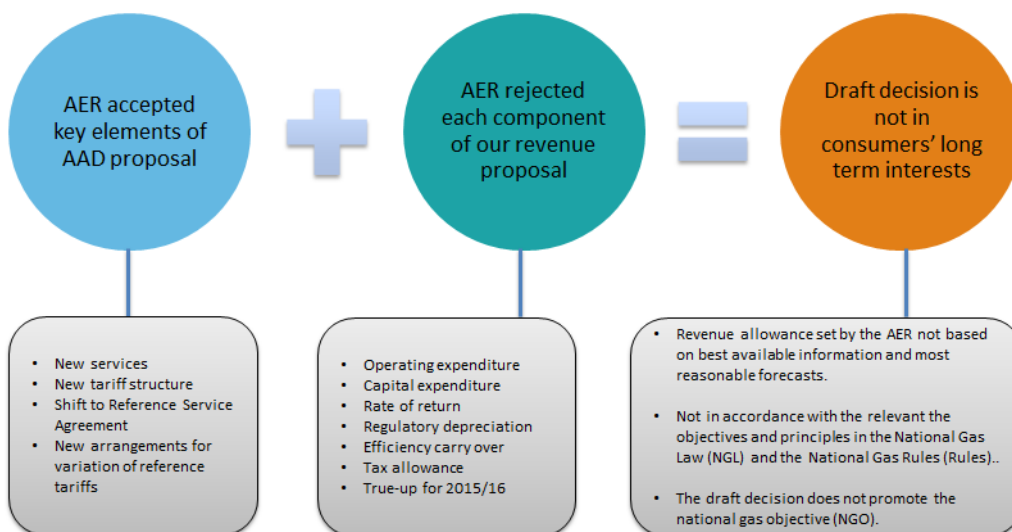 AER accepted
key elements of
AAD proposal
AER rejected
each component
of our revenue
proposal
Draft decision is
not in
consumers' long
term interests
• New services
• New tariff structure
• Shift to Reference Service
Agreement
• New arrangements for
variation of reference
tariffs
• Operating expenditure
• Capital expenditure
• Rate of return
• Regulatory depreciation
• Efficiency carry over
• Tax allowance
• True-up for 2015/16
• Revenue allowance set by the AER not based
on best available information and most
reasonable forecasts.
• Not in accordance with the relevant the
objectives and principles in the National Gas
Law (NGL) and the National Gas Rules (Rules)..
• The draft decision does not promote the
national gas objective (NGO).